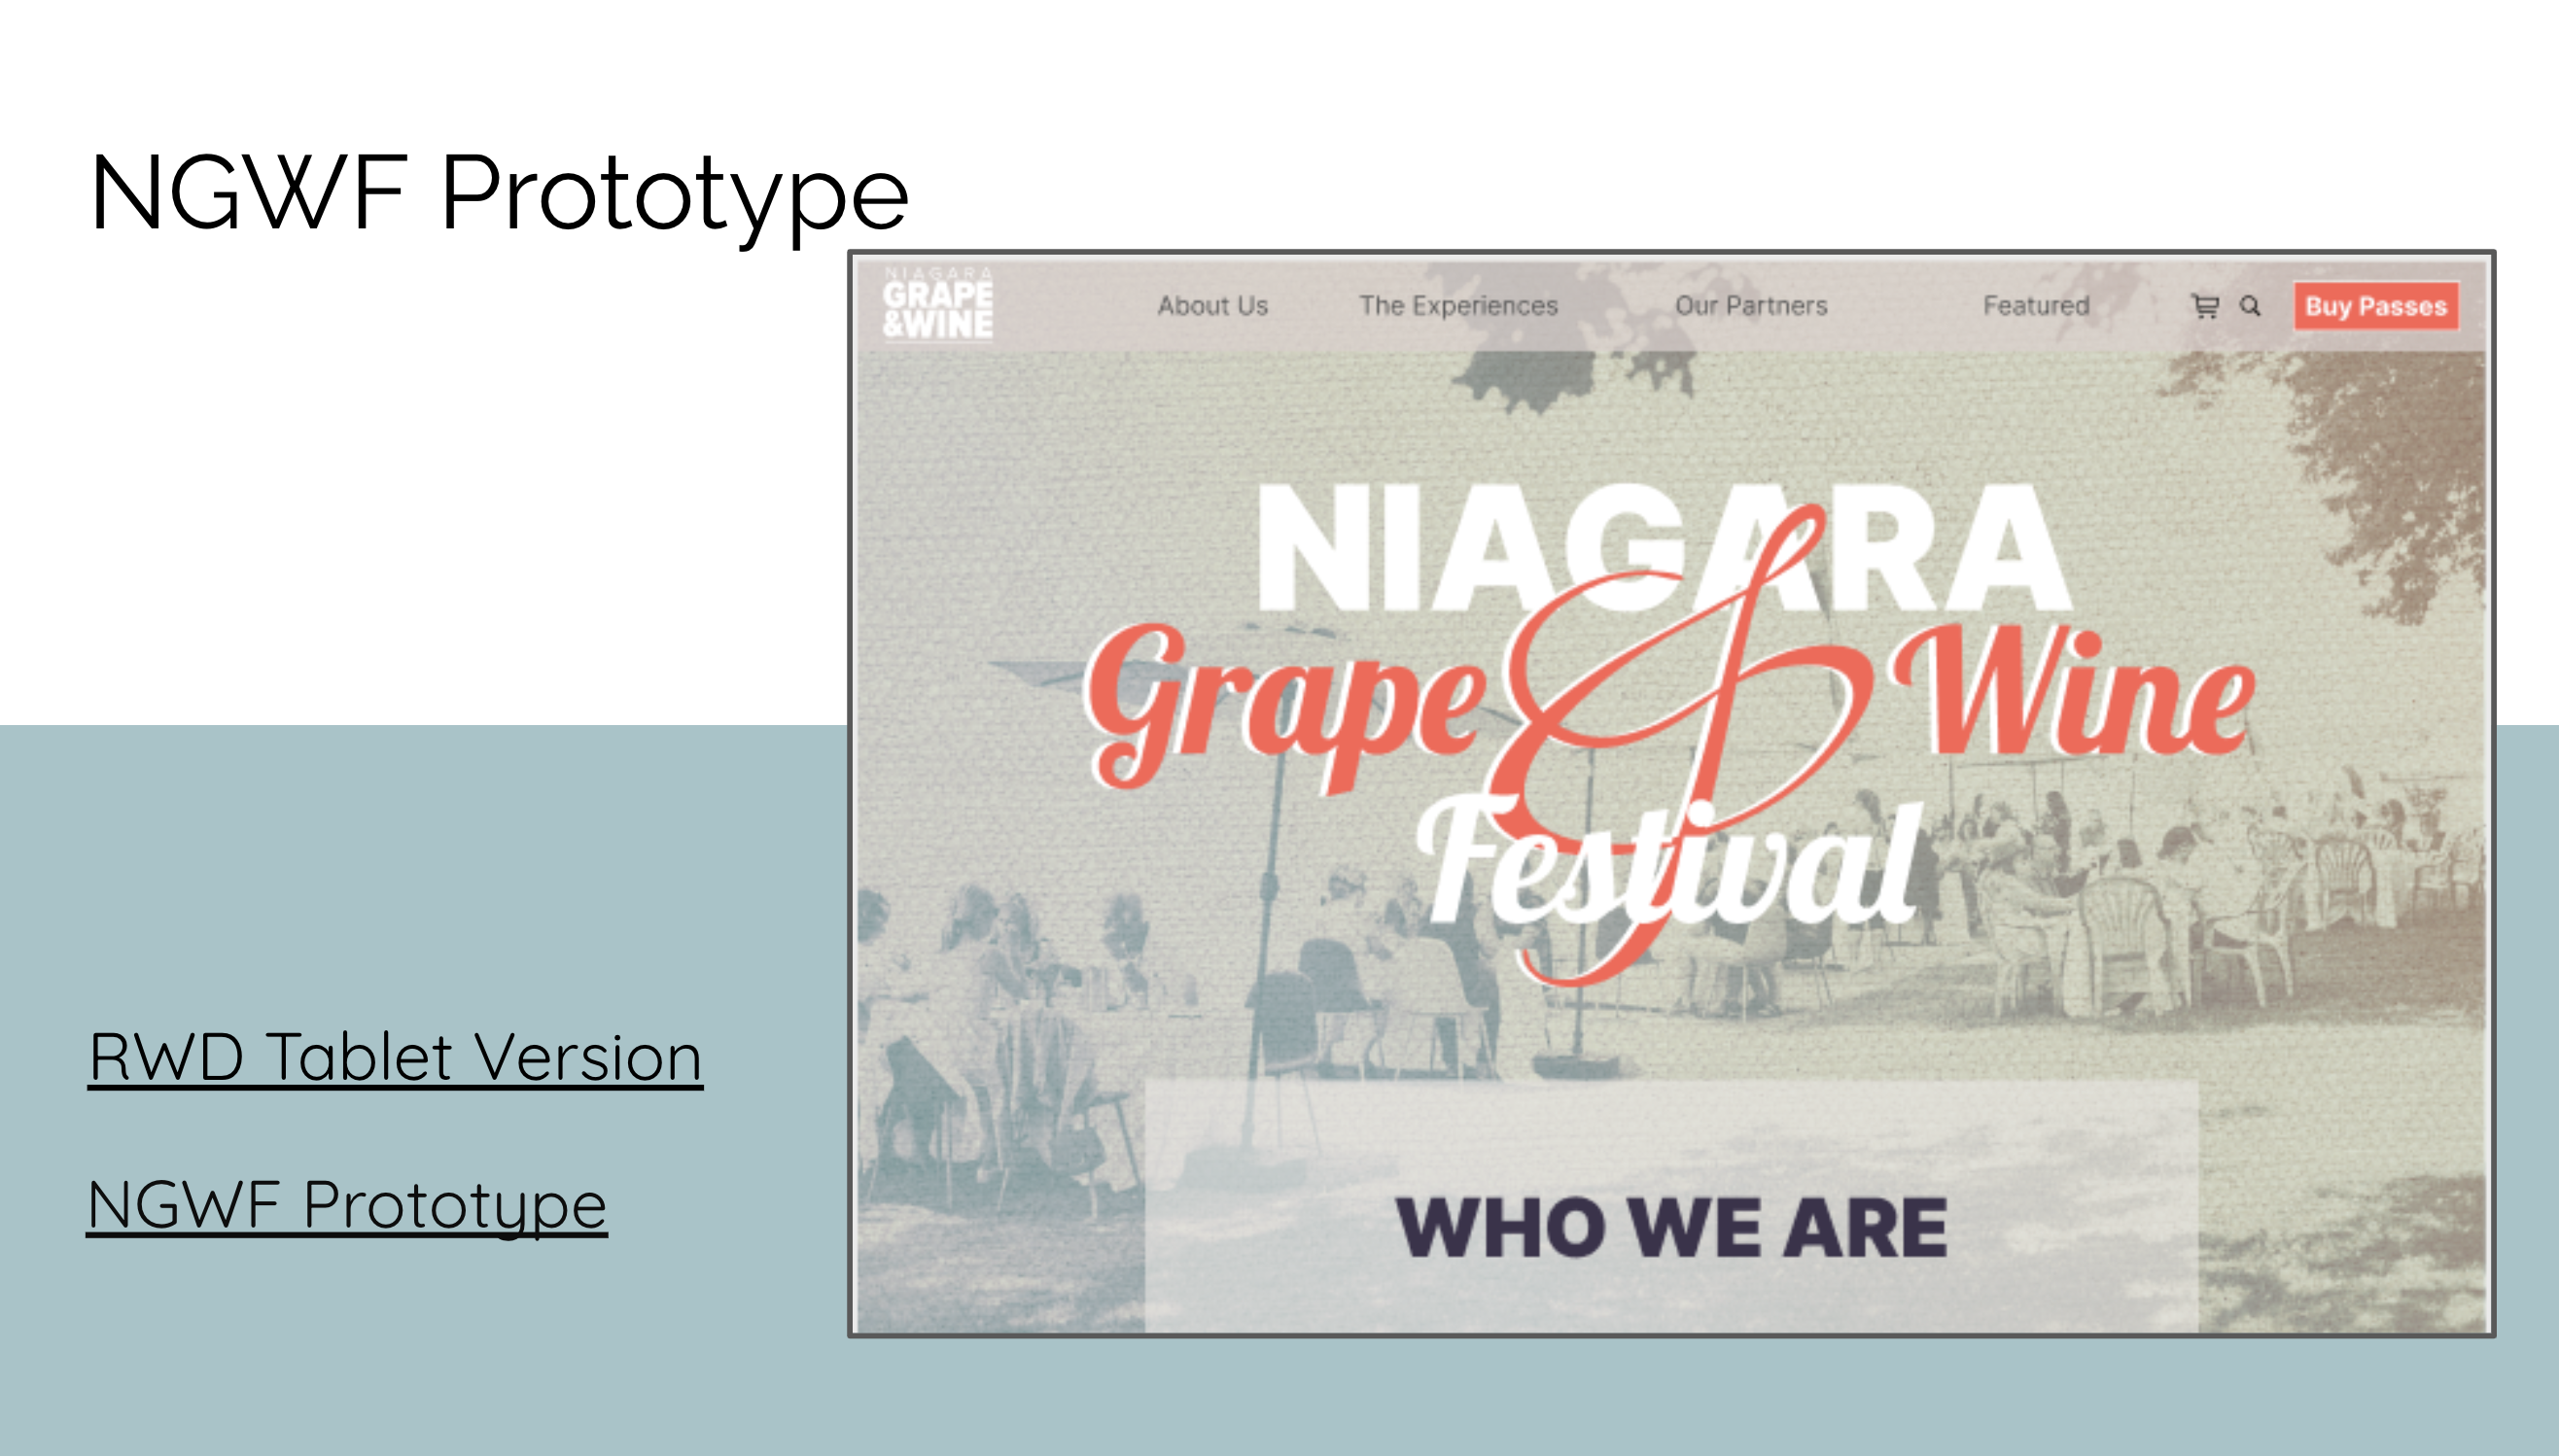 NGWF Prototype
NIAGARA
GRAPE
&WINE
About Us The Experiences Our Partners Featured Buy Passes
NIAGARA
Grape & Wine
Festival
WHO WE ARE
RWD Tablet Version
NGWF Prototype